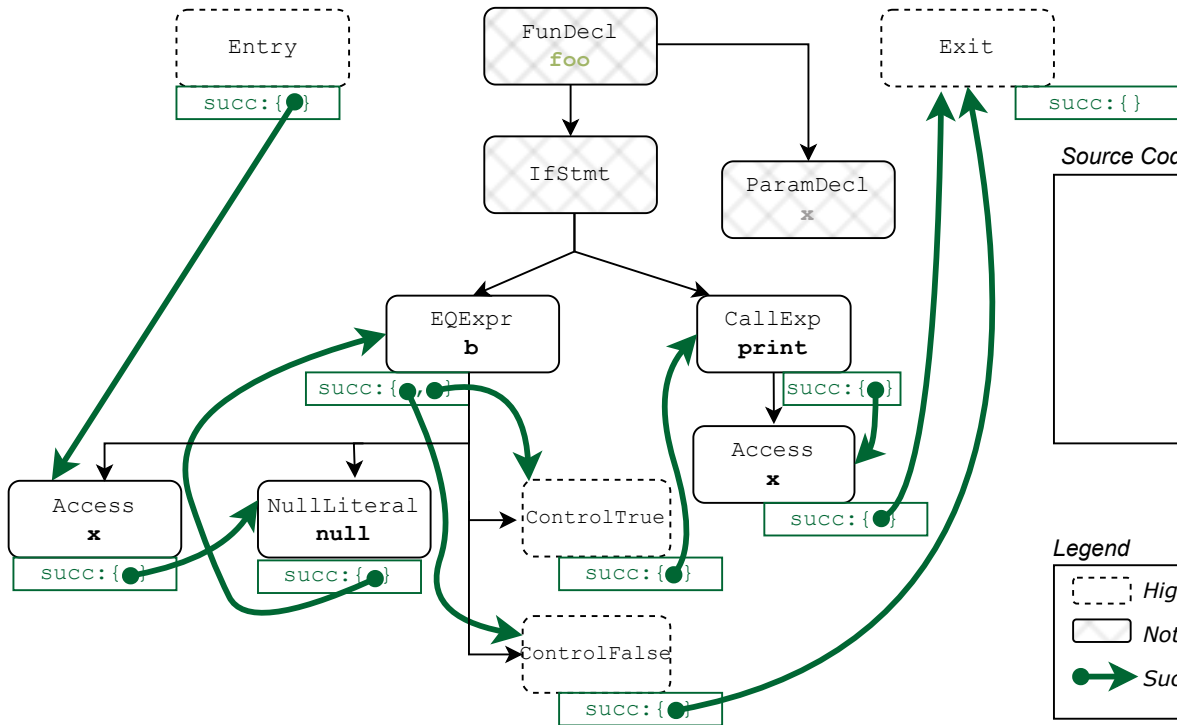 Entry
succ:{ }
FunDecl
foo
Exit
succ:{}
IfStmt
ParamDecl
x
Source Cod
EQExpr
b
succ:{ , }
CallExp
print
succ:{ }
Access
x
succ:{ }
NullLiteral
null
succ:{ }
ControlTrue
succ:{ }
Access
x
succ:{ }
ControlFalse
succ:{ }
Legend
Hig
Not
Suc